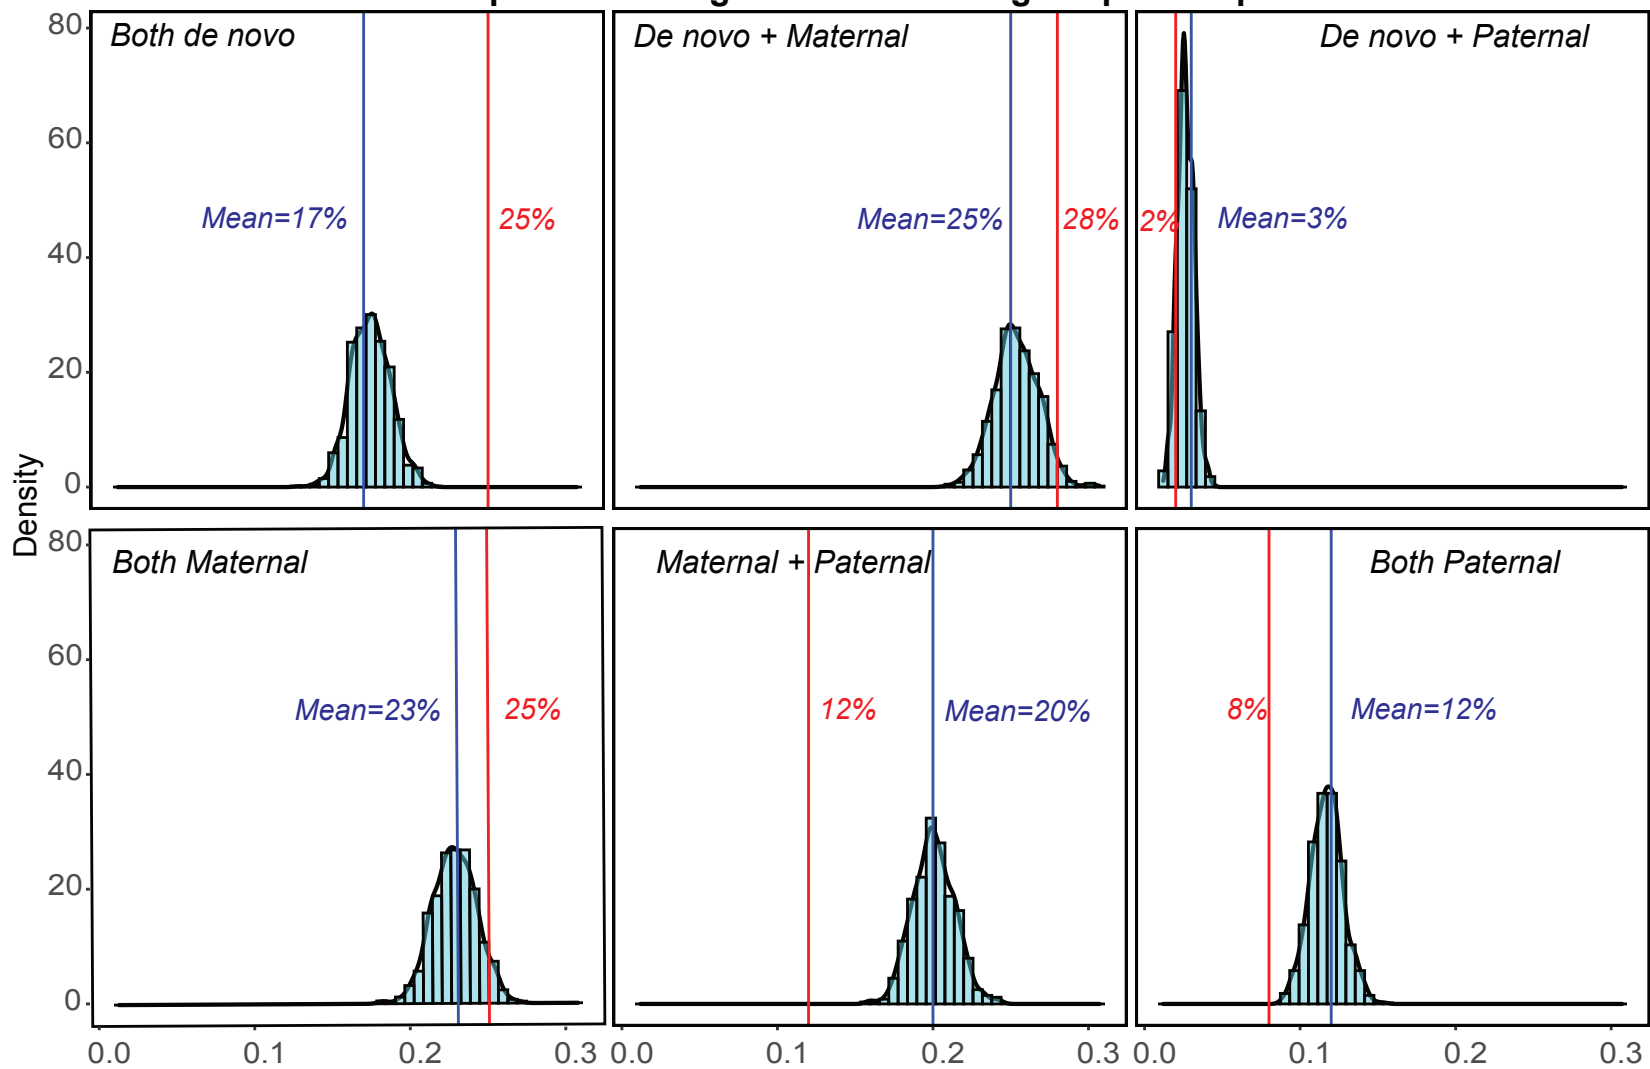 80
Both de novo
De novo + Maternal
De novo + Paternal
60
Mean=17%
25%
Mean=25%
28%
2%
Mean=3%
40
20
0
Density
80
Both Maternal
Maternal + Paternal
Both Paternal
60
Mean=23%
25%
12%
Mean=20%
8%
Mean=12%
40
20
0
0.0 0.1 0.2 0.3 0.0 0.1 0.2 0.3 0.0 0.1 0.2 0.3